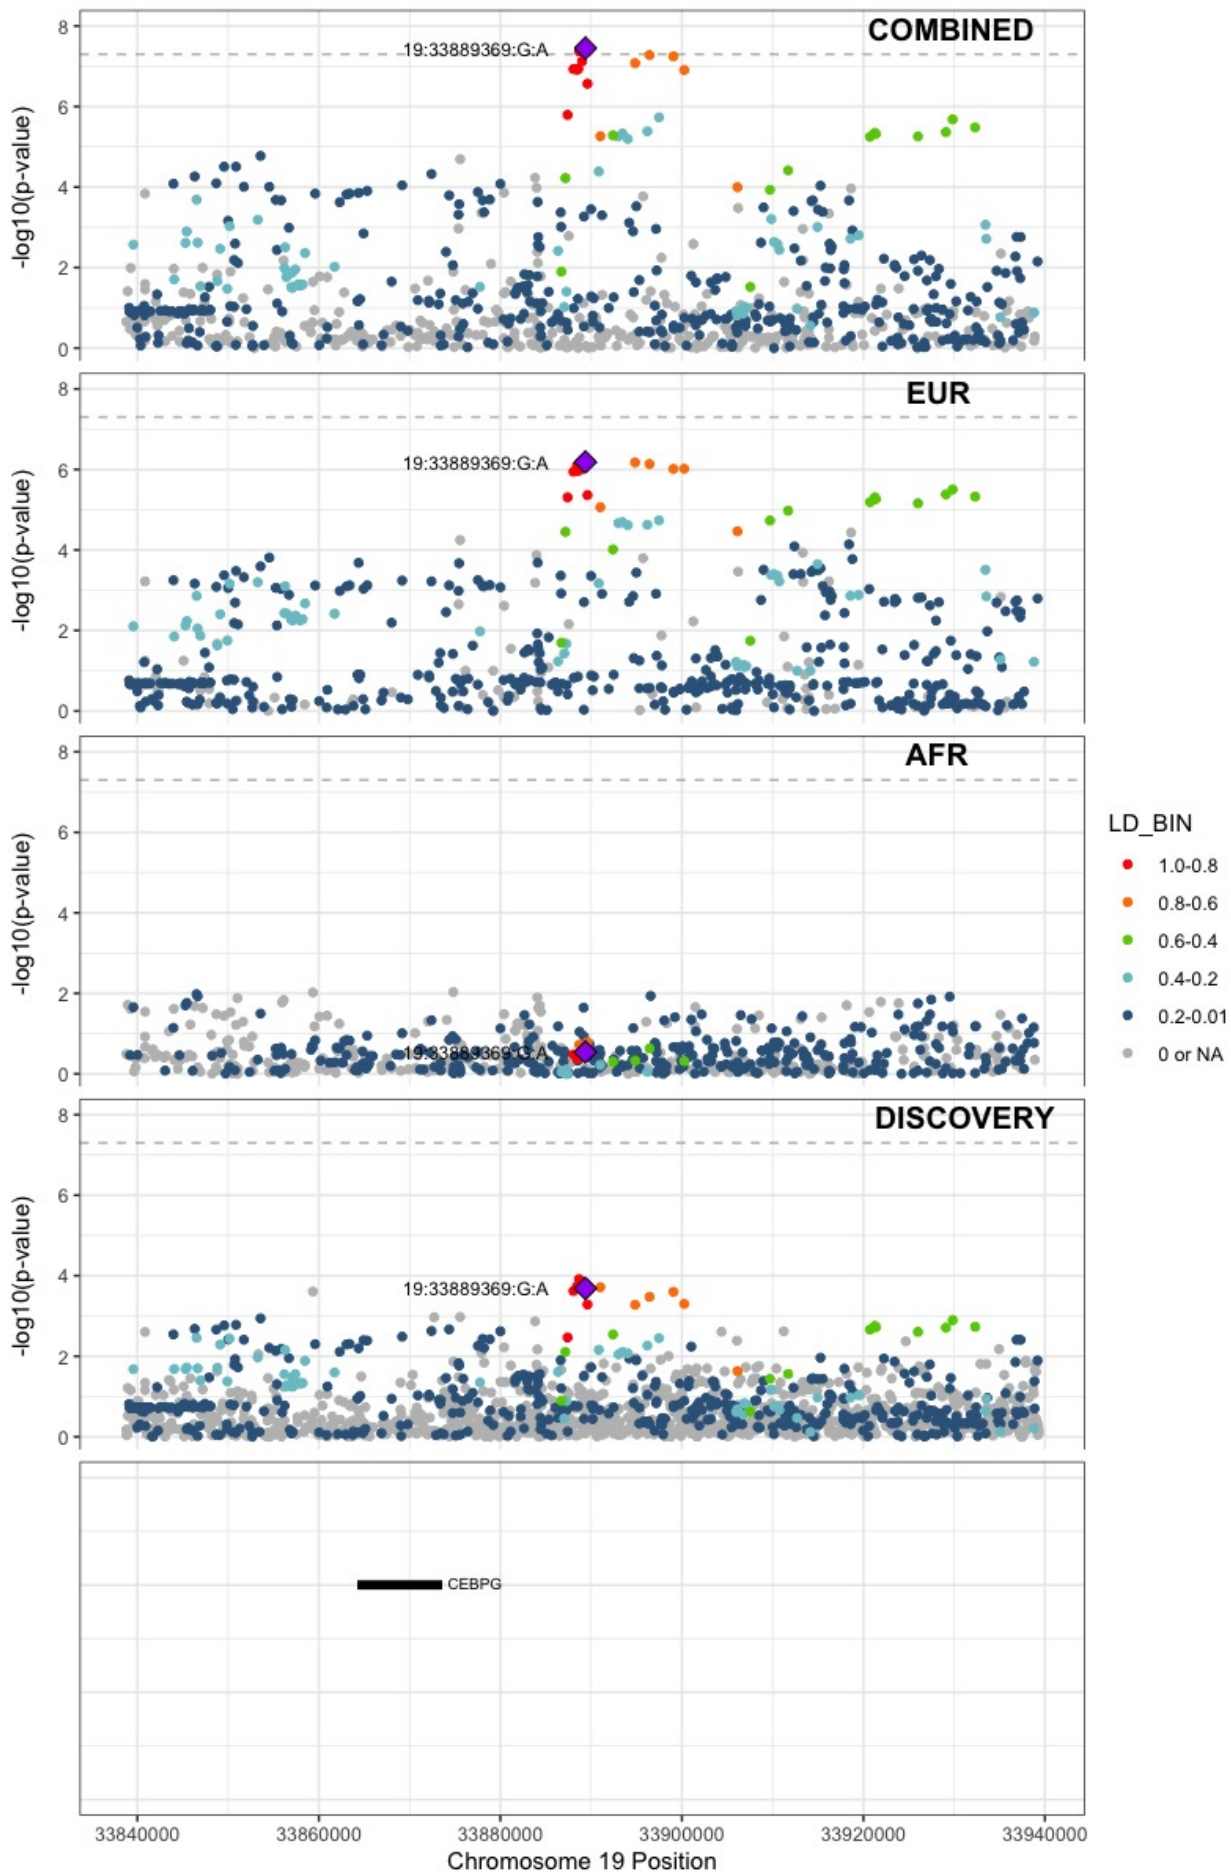 COMBINED
8
6
4
2
0
-log10(p-value)
19:33889369:G:A
EUR
8
6
4
2
0
-log10(p-value)
19:33889369:G:A
AFR
8
6
4
2
0
-log10(p-value)
19:33889369:G:A
DISCOVERY
8
6
4
2
0
-log10(p-value)
19:33889369:G:A
LD_BIN
1.0-0.8
0.8-0.6
0.6-0.4
0.4-0.2
0.2-0.01
0 or NA
CEBPG
33840000 33860000 33880000 33900000 33920000 33940000
Chromosome 19 Position